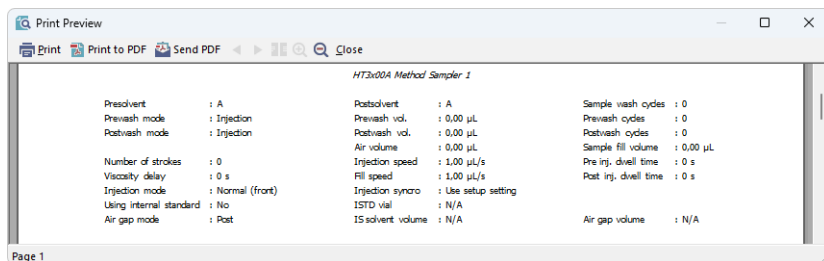 Print Preview
Print Print to PDF Send PDF Close
HT3x00A Method Sampler 1
Presolvent : A Postsolvent : A Sample wash cycles : 0
Prewash mode : Injection Prewash vol. : 0,00 µL Prewash cycles : 0
Postwash mode : Injection Postwash vol. : 0,00 µL Postwash cycles : 0
Air volume : 0,00 µL Sample fill volume : 0,00 µL
Number of strokes : 0 Injection speed : 1,00 µL/s Pre inj. dwell time : 0 s
Viscosity delay : 0 s Fill speed : 1,00 µL/s Post inj. dwell time : 0 s
Injection mode : Normal (front) Injection syncro : Use setup setting
Using internal standard : No ISTD vial : N/A
Air gap mode : Post IS solvent volume : N/A Air gap volume : N/A
Page 1